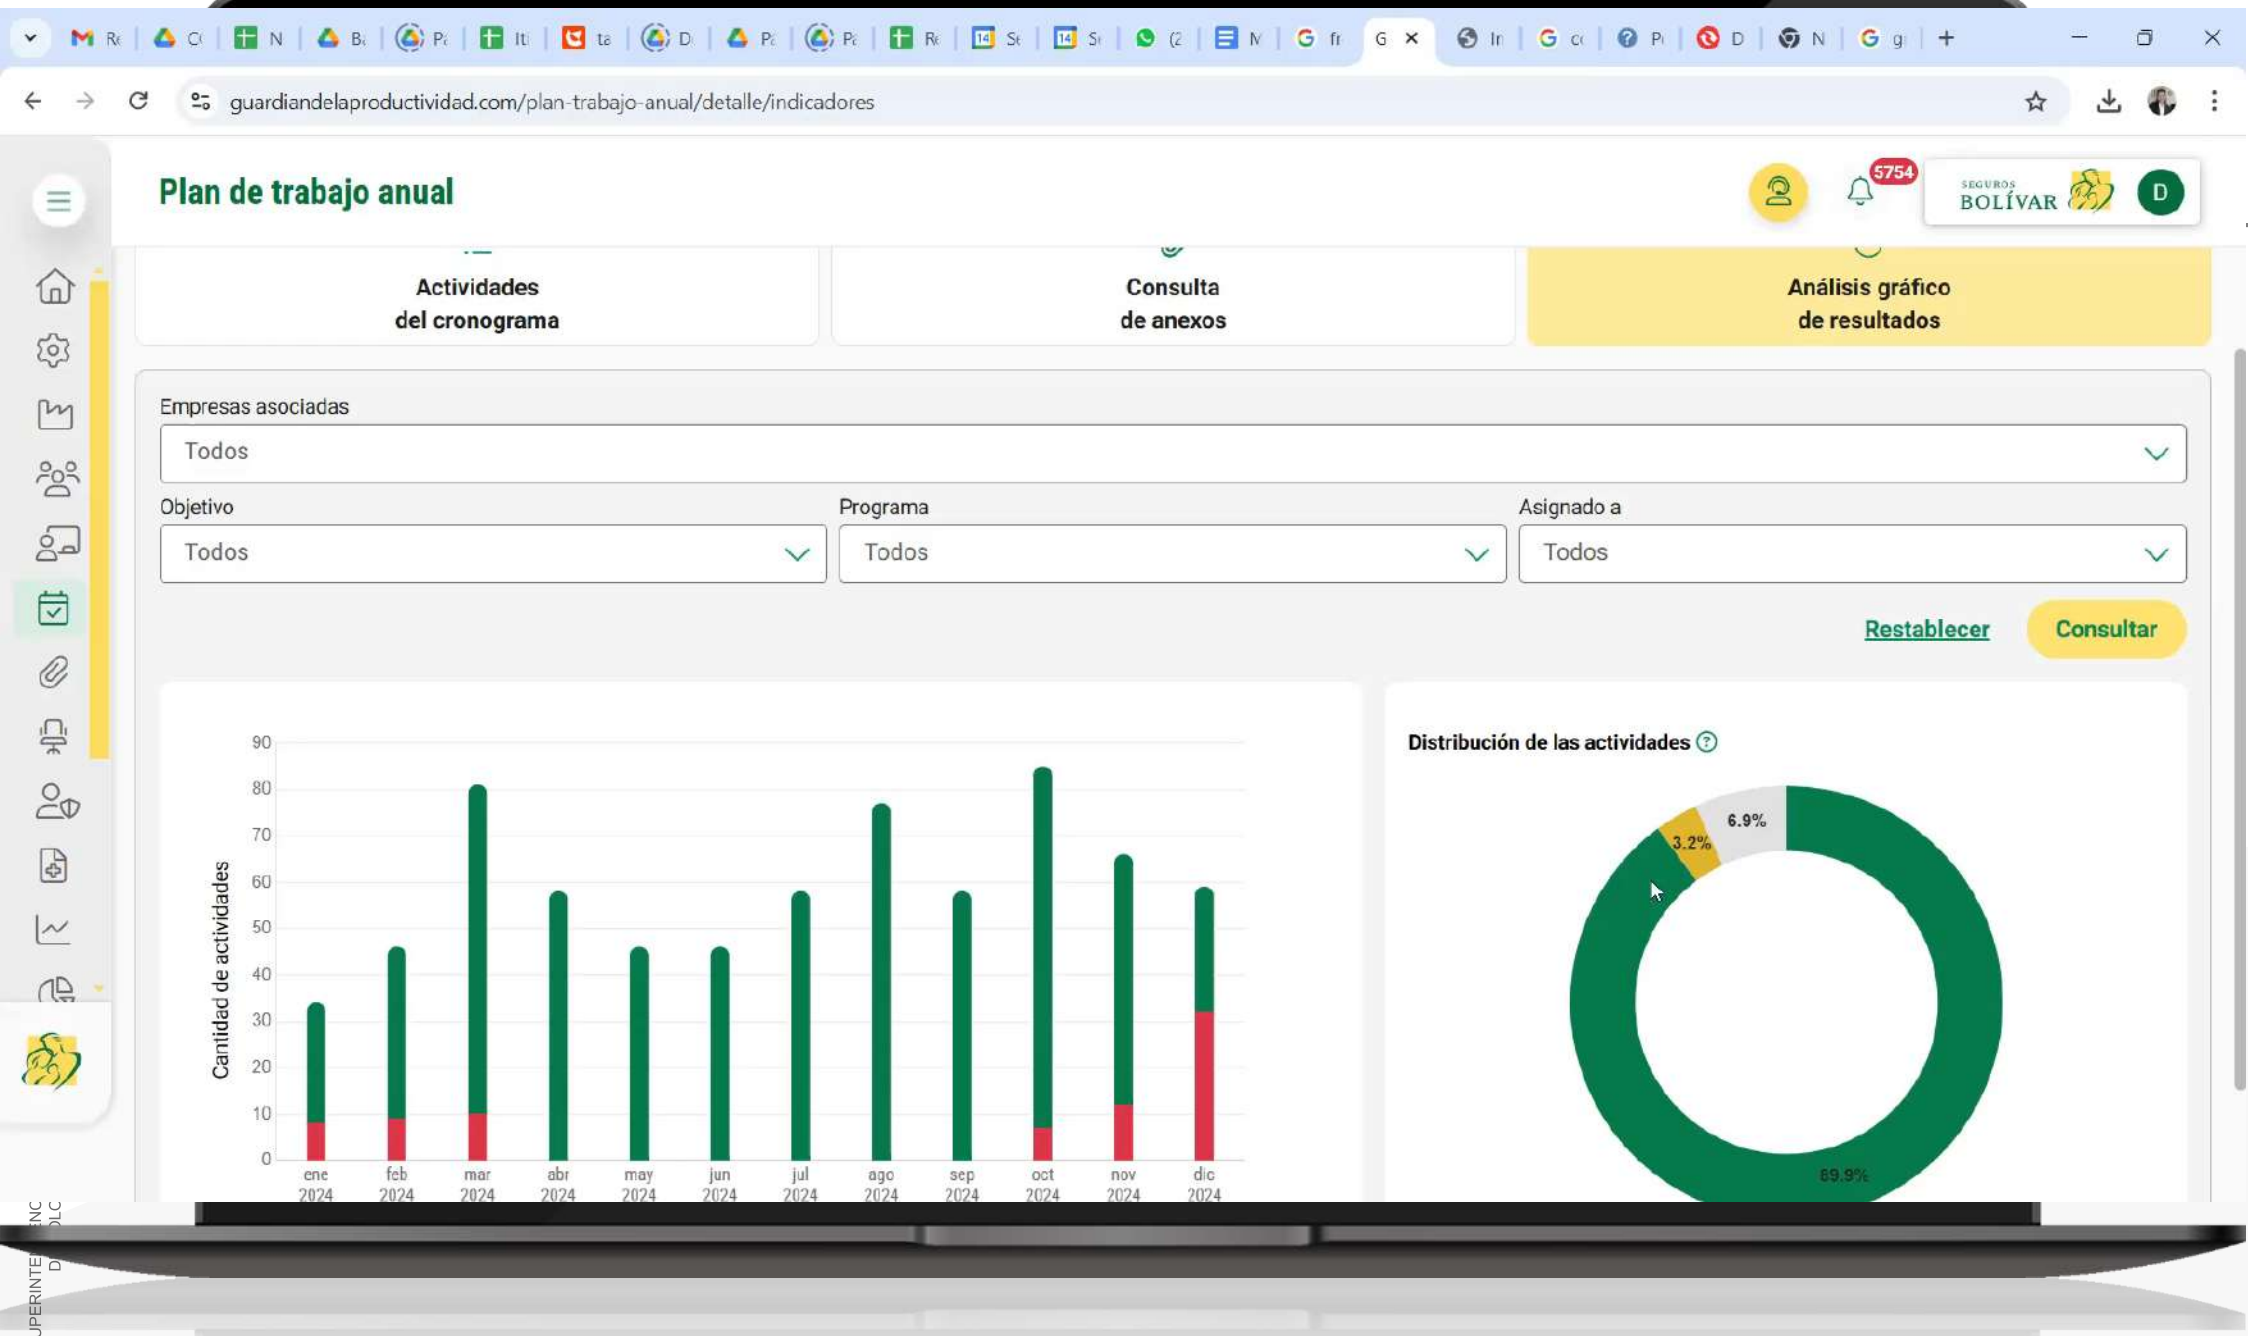 guardiandelaproductividad.com/plan-trabajo-anual/detalle/indicadores
Plan de trabajo anual
5754
SEGUROS
BOLÍVAR
D
Actividades
del cronograma
Consulta
de anexos
Análisis gráfico
de resultados
Empresas asociadas
Todos
Objetivo
Programa
Asignado a
Todos
Todos
Todos
Restablecer
Consultar
Cantidad de actividades
90
80
70
60
50
40
30
20
10
0
ene feb mar abr may jun jul ago sep oct nov dic
2024 2024 2024 2024 2024 2024 2024 2024 2024 2024 2024 2024
Distribución de las actividades
6.9%
3.2%